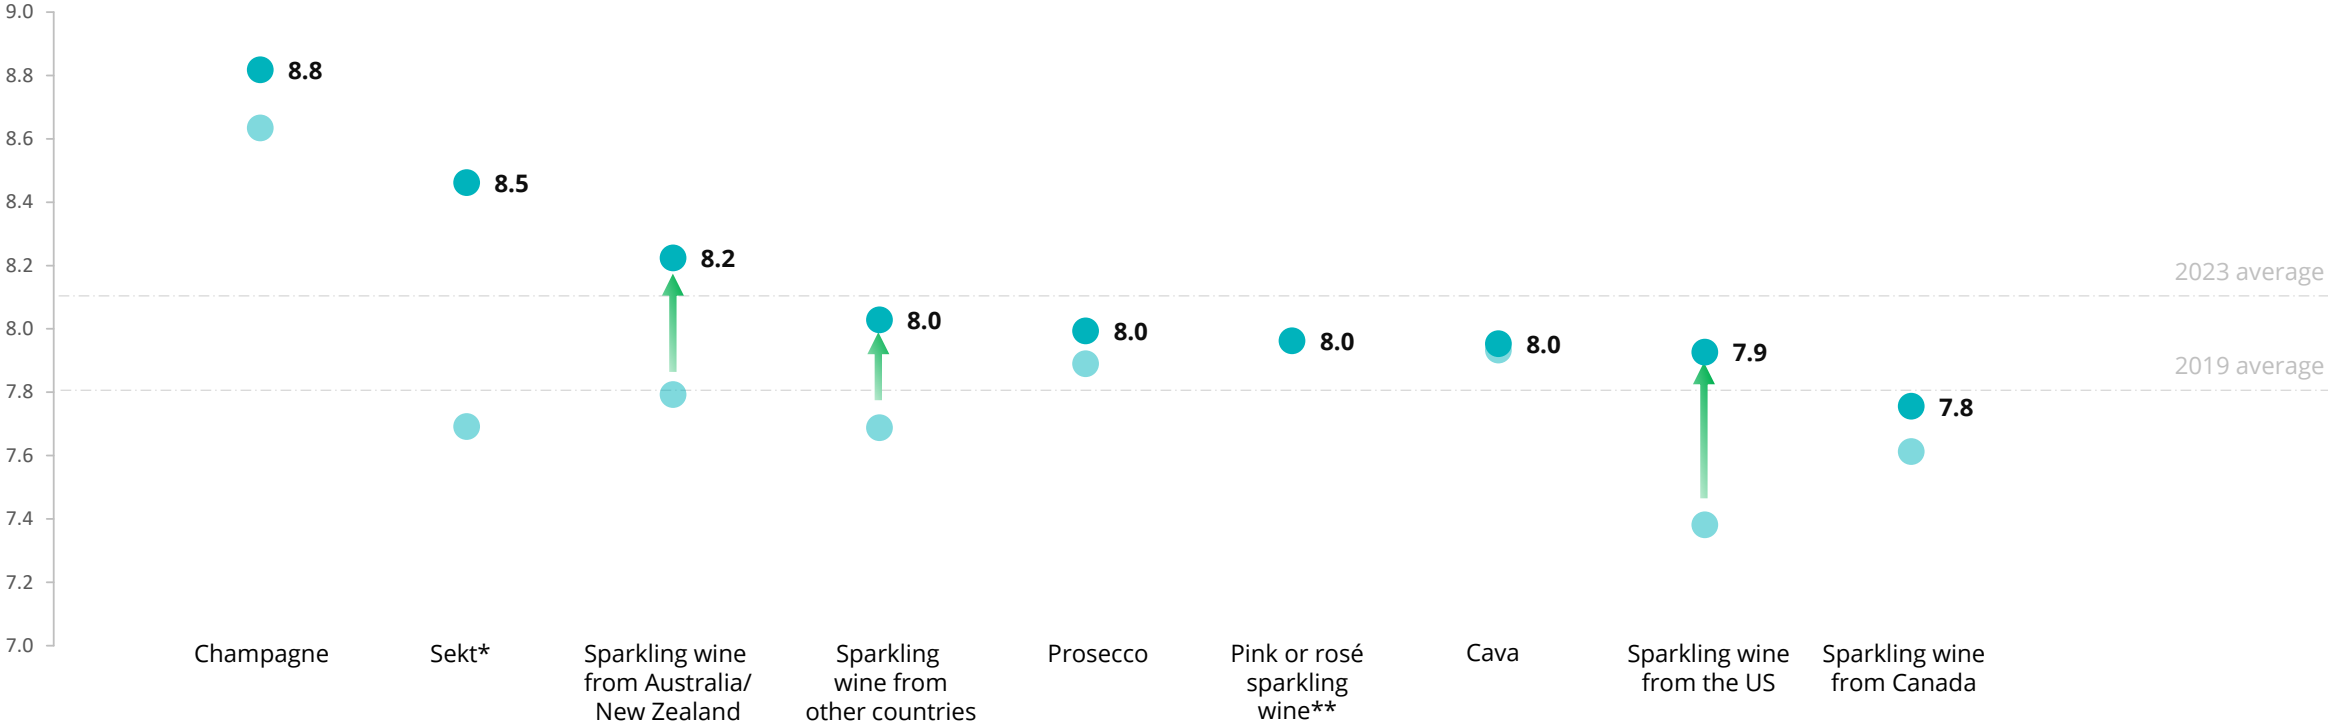 9.0
8.8
8.6
8.4
8.2
8.0
7.8
7.6
7.4
7.2
7.0
8.8
8.5
8.2
8.0
8.0
8.0
8.0
7.9
7.8
2023 average
2019 average
Champagne
Sekt*
Sparkling wine
from Australia/
New Zealand
Sparkling
wine from
other countries
Prosecco
Pink or rosé
sparkling
wine**
Cava
Sparkling wine
from the US
Sparkling wine
from Canada